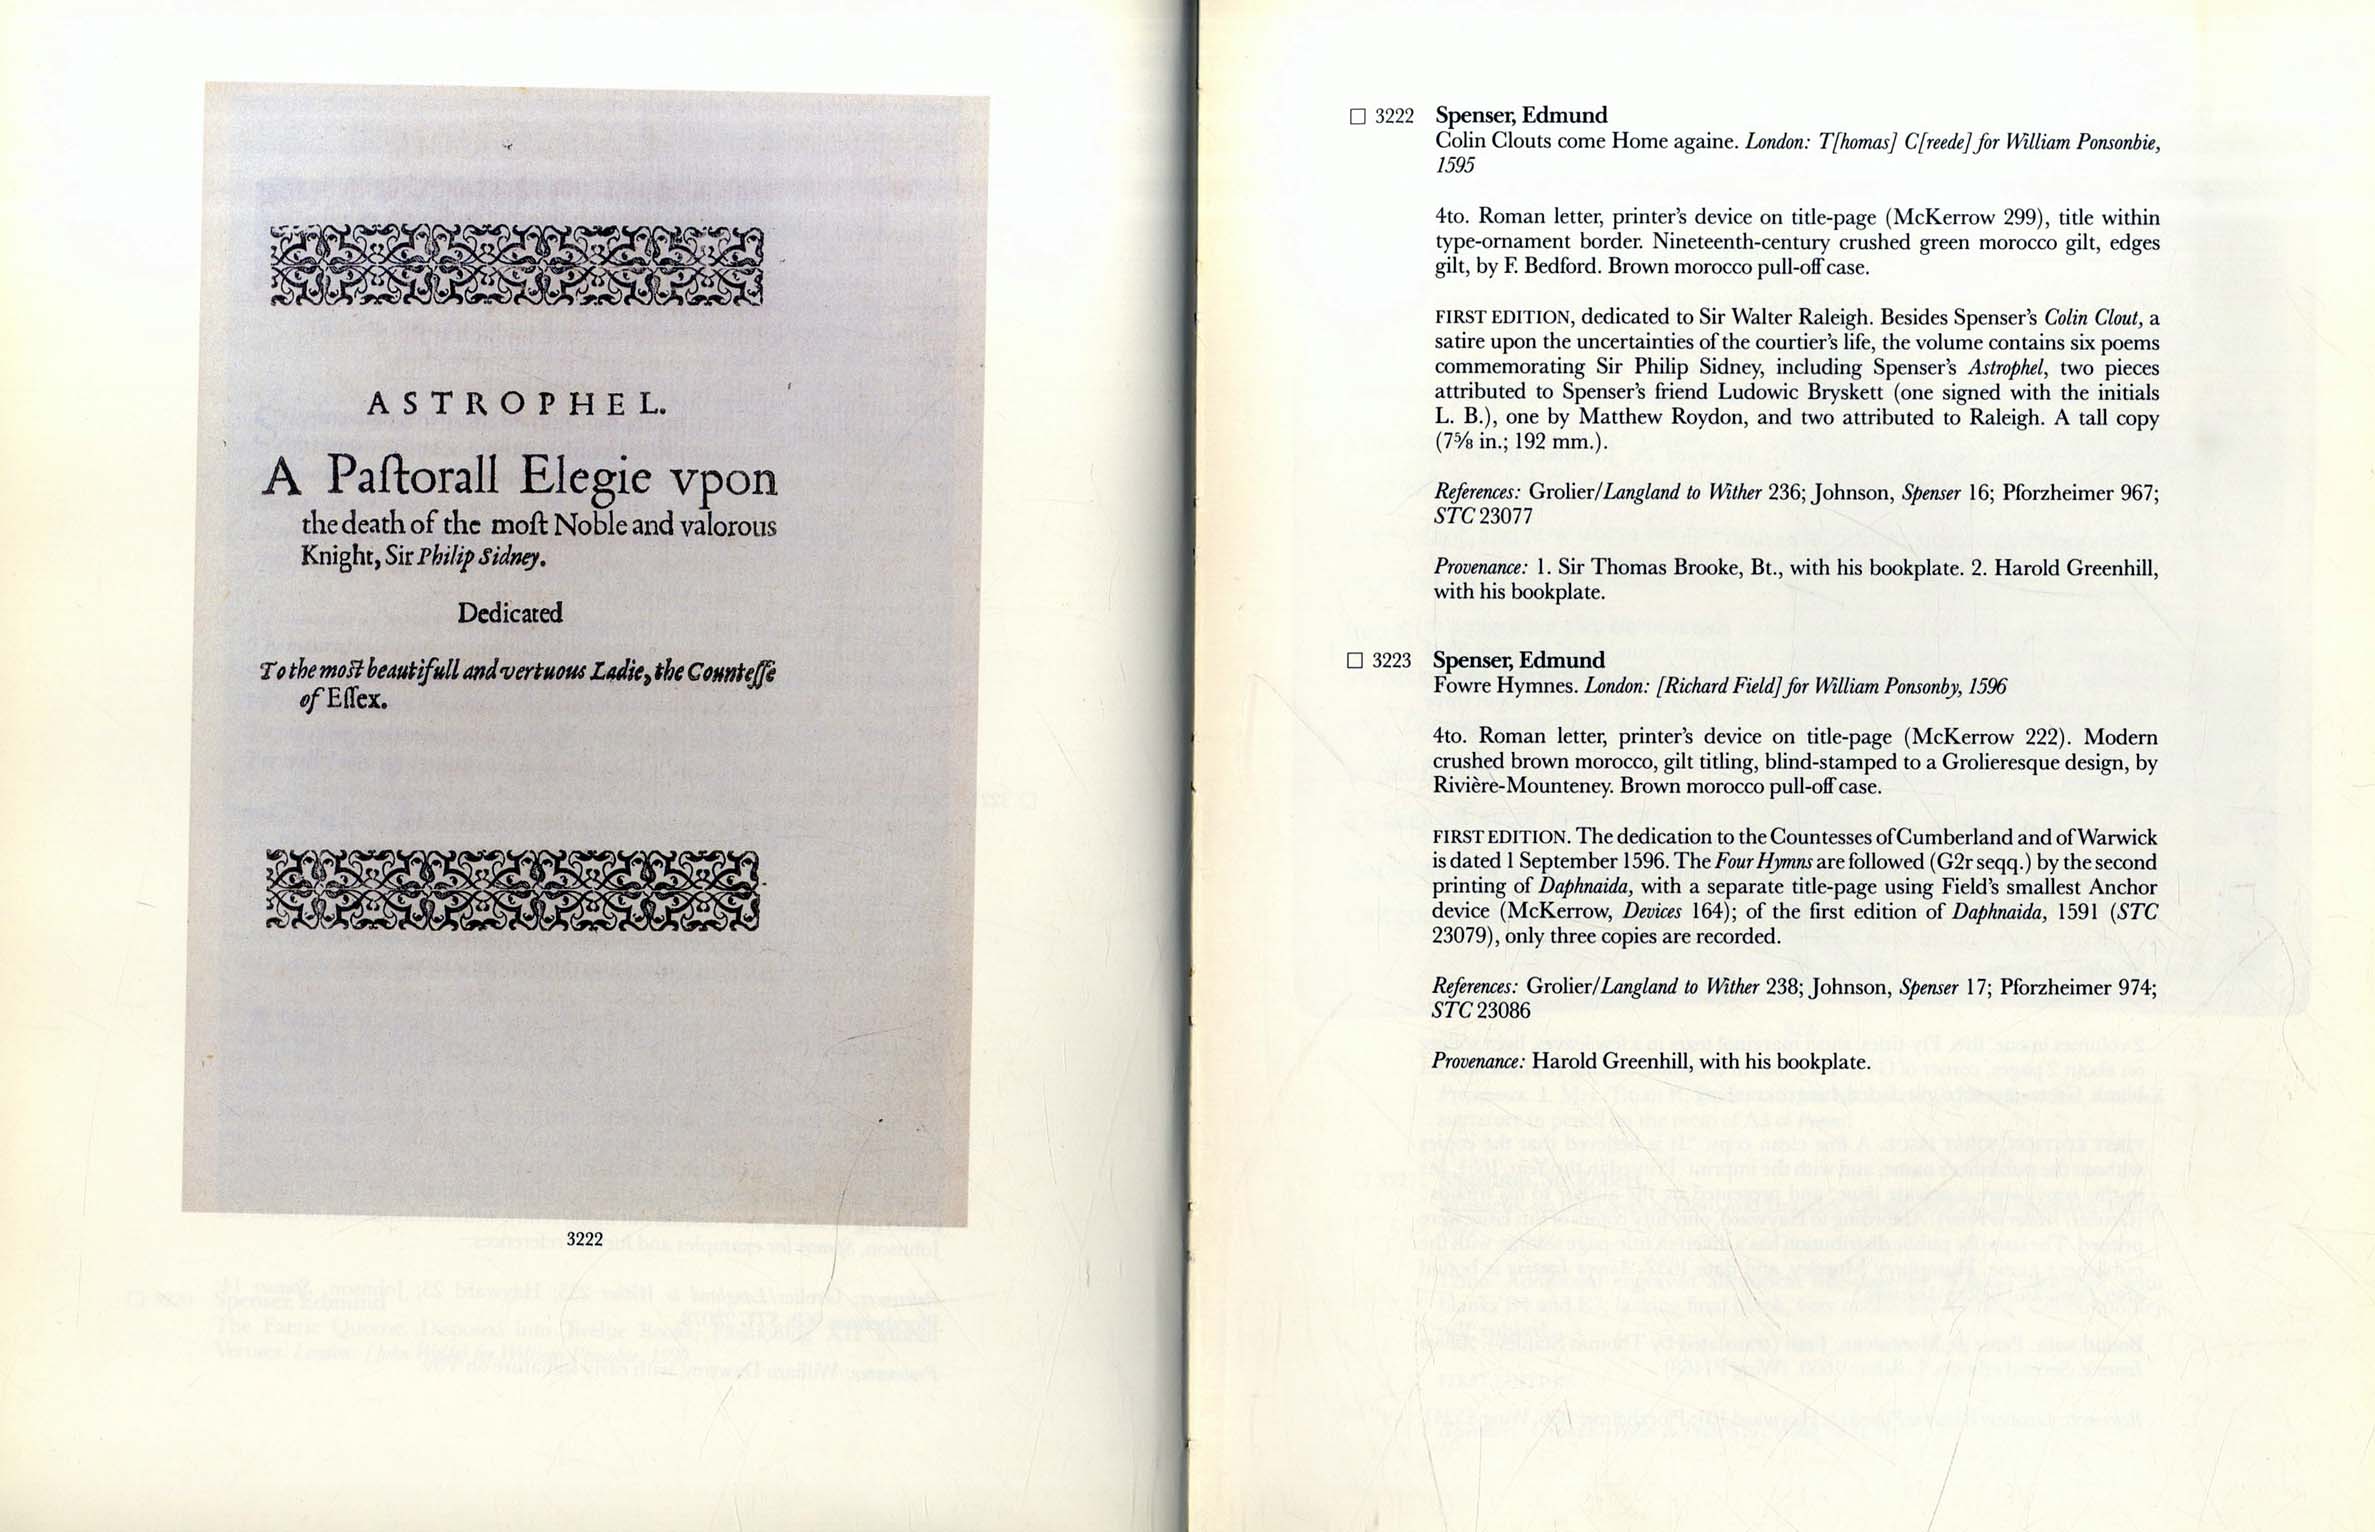 ASTROPHEL.
A Paſtorall Elegie vpon
the death of the moſt Noble and valorous
Knight, Sir Philip Sidney.
Dedicated
To the moſt beautifull and vertuous Ladie, the Counteſſe
of Eſſex.
3222
☐ 3222 Spenser, Edmund
Colin Clouts come Home againe. London: T[homas] C[reede] for William Ponsonbie,
1595
4to. Roman letter, printer's device on title-page (McKerrow 299), title within
type-ornament border. Nineteenth-century crushed green morocco gilt, edges
gilt, by F. Bedford. Brown morocco pull-off case.
FIRST EDITION, dedicated to Sir Walter Raleigh. Besides Spenser's Colin Clout, a
satire upon the uncertainties of the courtier's life, the volume contains six poems
commemorating Sir Philip Sidney, including Spenser's Astrophel, two pieces
attributed to Spenser's friend Ludowic Bryskett (one signed with the initials
L. B.), one by Matthew Roydon, and two attributed to Raleigh. A tall copy
(7⅝ in.; 192 mm.).
References: Grolier/Langland to Wither 236; Johnson, Spenser 16; Pforzheimer 967;
STC 23077
Provenance: 1. Sir Thomas Brooke, Bt., with his bookplate. 2. Harold Greenhill,
with his bookplate.
☐ 3223 Spenser, Edmund
Fowre Hymnes. London: [Richard Field] for William Ponsonby, 1596
4to. Roman letter, printer's device on title-page (McKerrow 222). Modern
crushed brown morocco, gilt titling, blind-stamped to a Grolieresque design, by
Rivière-Mounteney. Brown morocco pull-off case.
FIRST EDITION. The dedication to the Countesses of Cumberland and of Warwick
is dated 1 September 1596. The Four Hymns are followed (G2r seqq.) by the second
printing of Daphnaida, with a separate title-page using Field's smallest Anchor
device (McKerrow, Devices 164); of the first edition of Daphnaida, 1591 (STC
23079), only three copies are recorded.
References: Grolier/Langland to Wither 238; Johnson, Spenser 17; Pforzheimer 974;
STC 23086
Provenance: Harold Greenhill, with his bookplate.